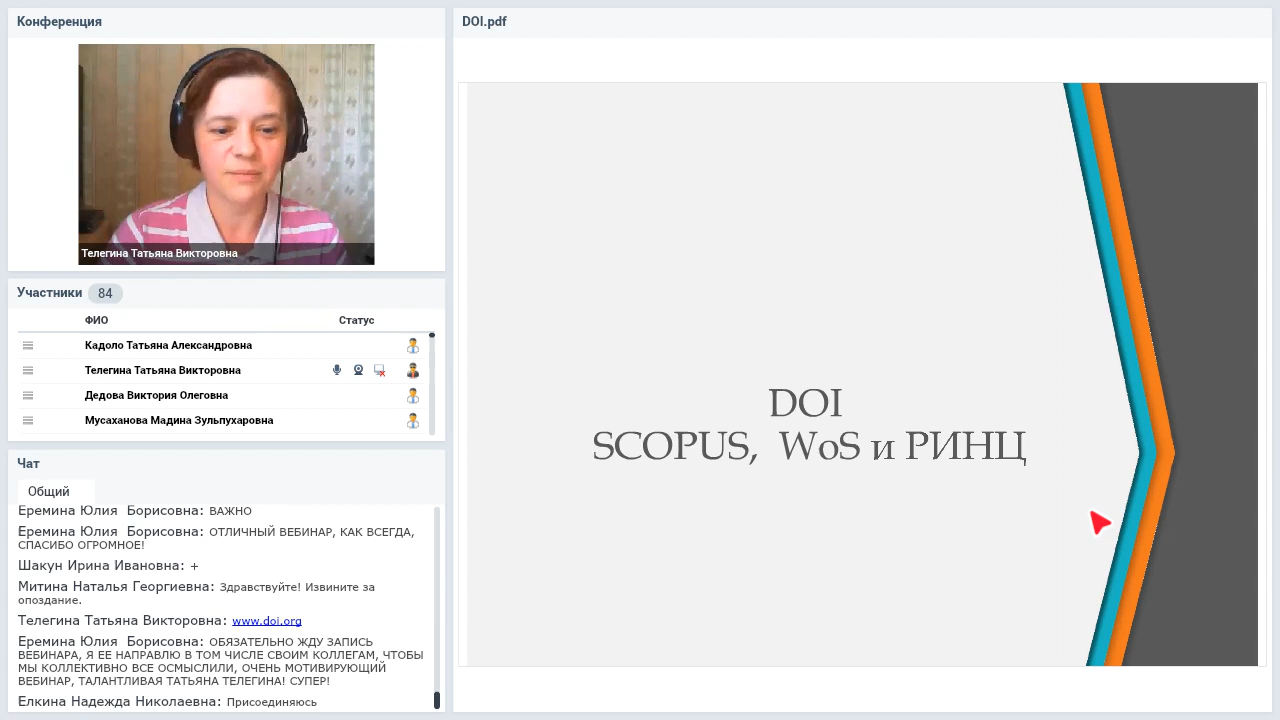 Конференция
Телегина Татьяна Викторовна
Участники 84
ФИО Статус
Кадоло Татьяна Александровна
Телегина Татьяна Викторовна
Дедова Виктория Олеговна
Мусаханова Мадина Зульпухаровна
Чат
Общий
Еремина Юлия Борисовна: ВАЖНО
Еремина Юлия Борисовна: ОТЛИЧНЫЙ ВЕБИНАР, КАК ВСЕГДА,
СПАСИБО ОГРОМНОЕ!
Шакун Ирина Ивановна: +
Митина Наталья Георгиевна: Здравствуйте! Извините за
опоздание.
Телегина Татьяна Викторовна: www.doi.org
Еремина Юлия Борисовна: ОБЯЗАТЕЛЬНО ЖДУ ЗАПИСЬ
ВЕБИНАРА, Я ЕЕ НАПРАВЛЮ В ТОМ ЧИСЛЕ СВОИМ КОЛЛЕГАМ, ЧТОБЫ
МЫ КОЛЛЕКТИВНО ВСЕ ОСМЫСЛИЛИ, ОЧЕНЬ МОТИВИРУЮЩИЙ
ВЕБИНАР, ТАЛАНТЛИВАЯ ТАТЬЯНА ТЕЛЕГИНА! СУПЕР!
Елкина Надежда Николаевна: Присоединяюсь
DOI.pdf
DOI
SCOPUS, WoS и РИНЦ